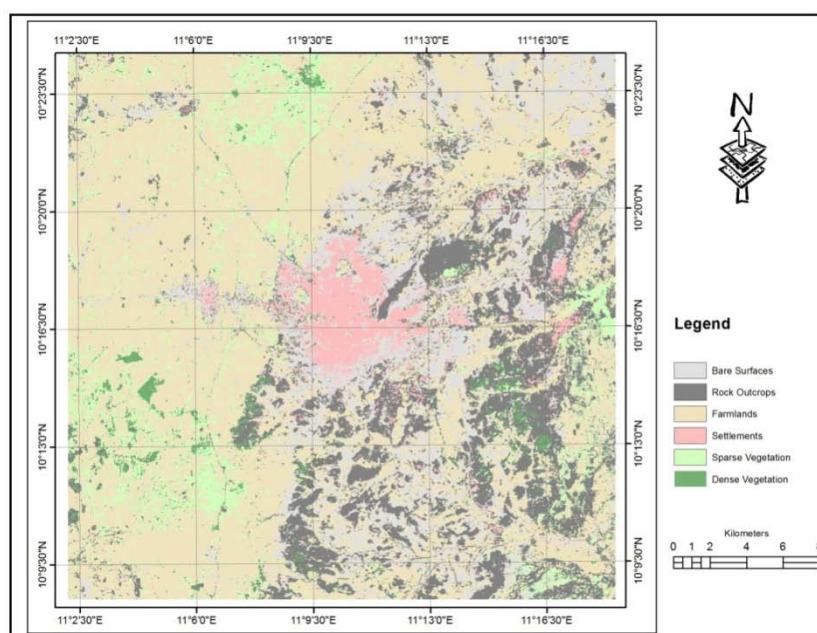 11°2'30"E 11°6'0"E 11°9'30"E 11°13'0"E 11°16'30"E
10°23'30"N
10°20'0"N
10°16'30"N
10°13'0"N
10°9'30"N
10°23'30"N
10°20'0"N
10°16'30"N
10°13'0"N
10°9'30"N
N
Legend
Bare Surfaces
Rock Outcrops
Farmlands
Settlements
Sparse Vegetation
Dense Vegetation
Kilometers
0 1 2 4 6 8
11°2'30"E 11°6'0"E 11°9'30"E 11°13'0"E 11°16'30"E